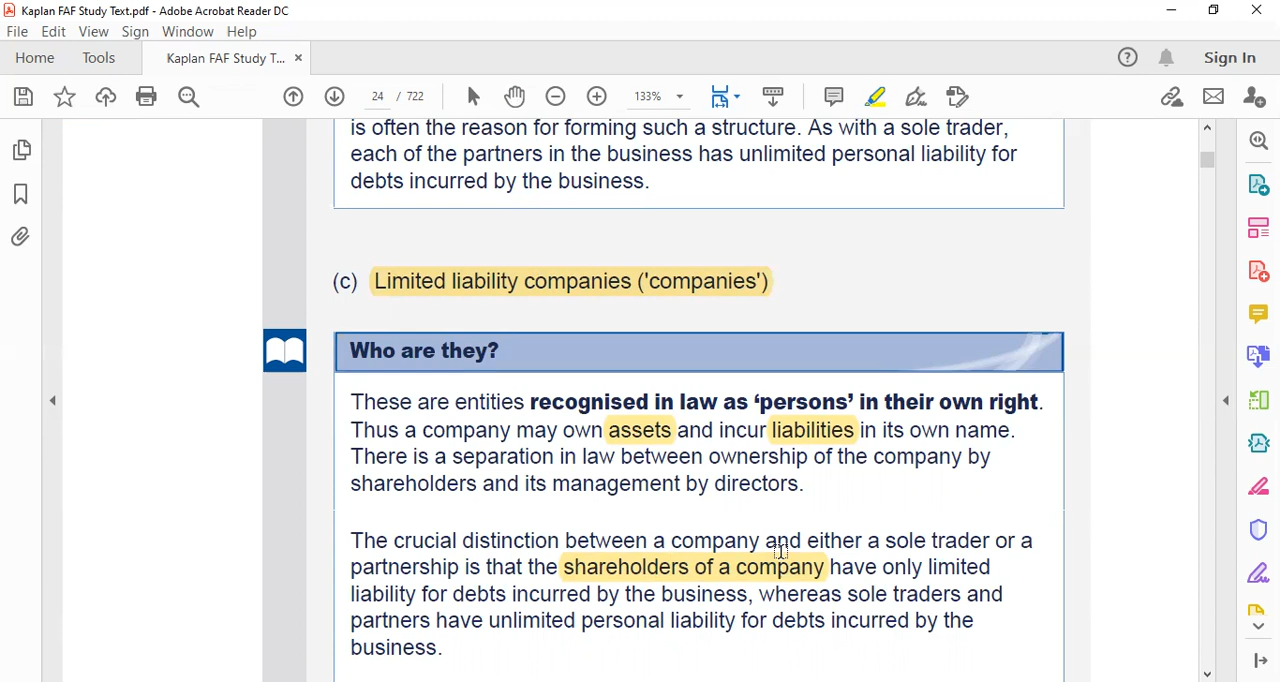 Kaplan FAF Study Text.pdf - Adobe Acrobat Reader DC
File Edit View Sign Window Help
Home Tools Kaplan FAF Study T... × Sign In
24 / 722 133%
is often the reason for forming such a structure. As with a sole trader,
each of the partners in the business has unlimited personal liability for
debts incurred by the business.
(c) Limited liability companies ('companies')
Who are they?
These are entities recognised in law as ‘persons’ in their own right.
Thus a company may own assets and incur liabilities in its own name.
There is a separation in law between ownership of the company by
shareholders and its management by directors.
The crucial distinction between a company and either a sole trader or a
partnership is that the shareholders of a company have only limited
liability for debts incurred by the business, whereas sole traders and
partners have unlimited personal liability for debts incurred by the
business.